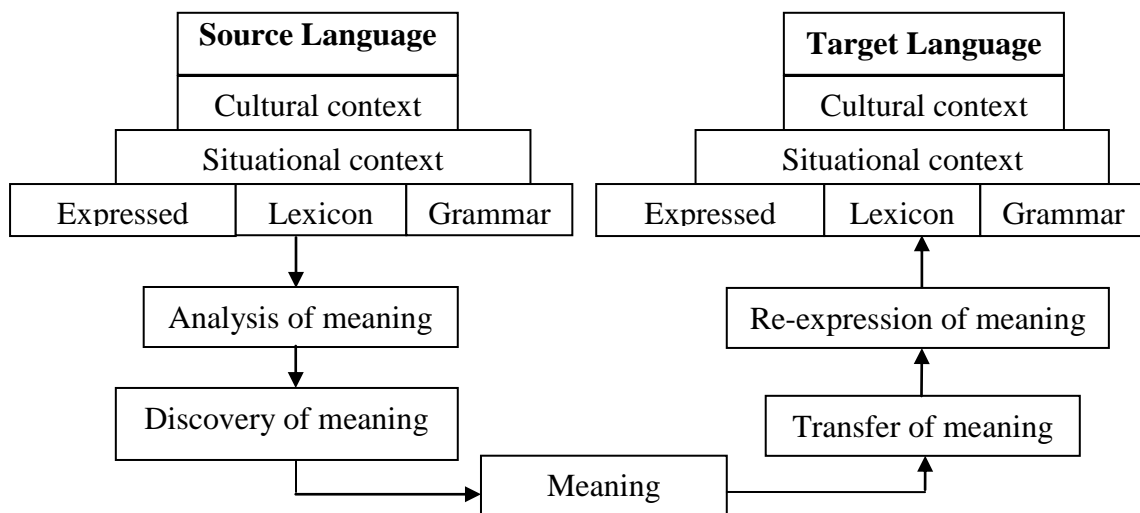 Source Language
Cultural context
Situational context
Expressed Lexicon Grammar
Analysis of meaning
Discovery of meaning
Meaning
Target Language
Cultural context
Situational context
Expressed Lexicon Grammar
Re-expression of meaning
Transfer of meaning